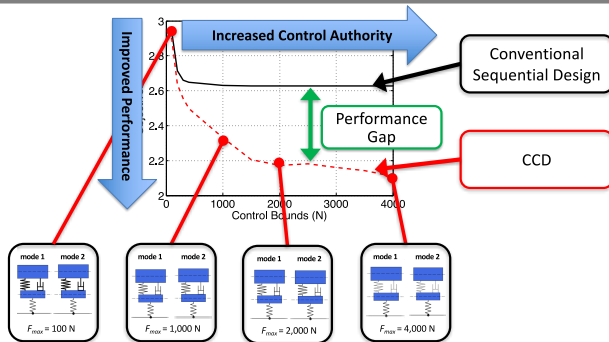 Increased Control Authority
Improved Performance
3
2.8
2.6
2.4
2.2
2
0
1000
2000
3000
4000
Control Bounds (N)
Conventional
Sequential Design
Performance
Gap
CCD
mode 1 mode 2
Fmax = 100 N
mode 1 mode 2
Fmax = 1,000 N
mode 1 mode 2
Fmax = 2,000 N
mode 1 mode 2
Fmax = 4,000 N